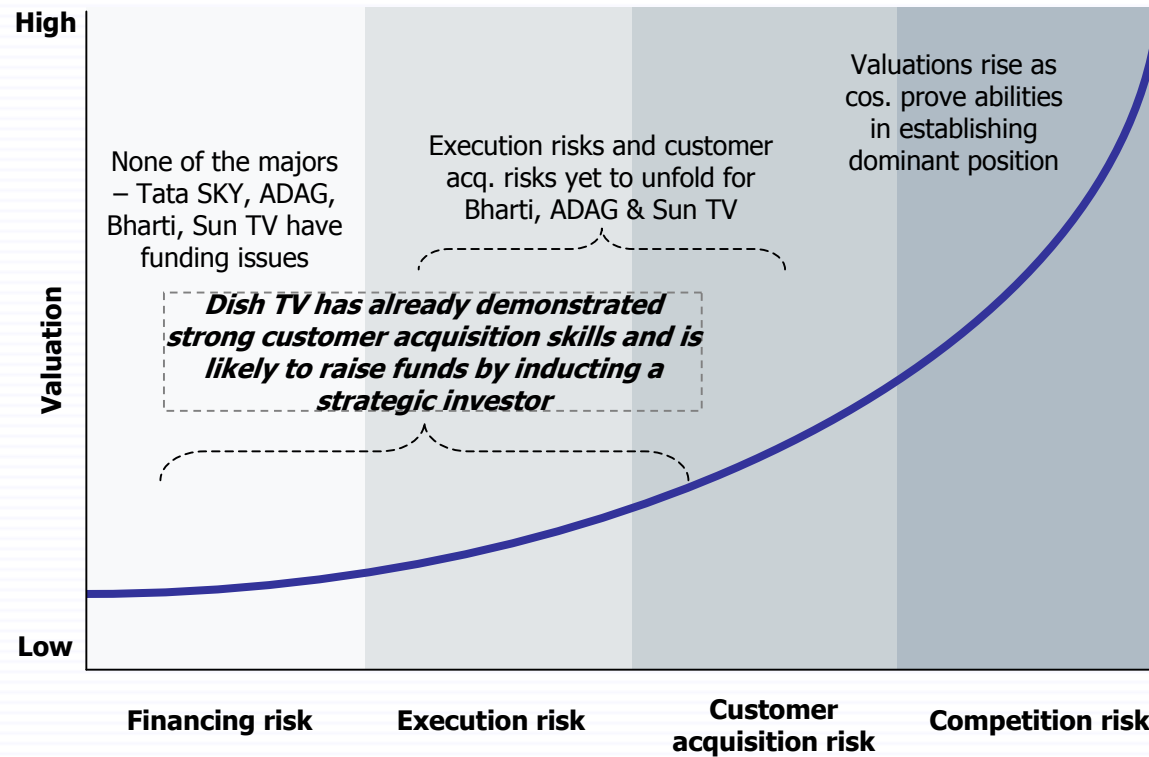 High
Valuations rise as
cos. prove abilities
in establishing
dominant position
None of the majors
– Tata SKY, ADAG,
Bharti, Sun TV have
funding issues
Execution risks and customer
acq. risks yet to unfold for
Bharti, ADAG & Sun TV
Dish TV has already demonstrated
strong customer acquisition skills and is
likely to raise funds by inducting a
strategic investor
Valuation
Low
Financing risk
Execution risk
Customer
acquisition risk
Competition risk